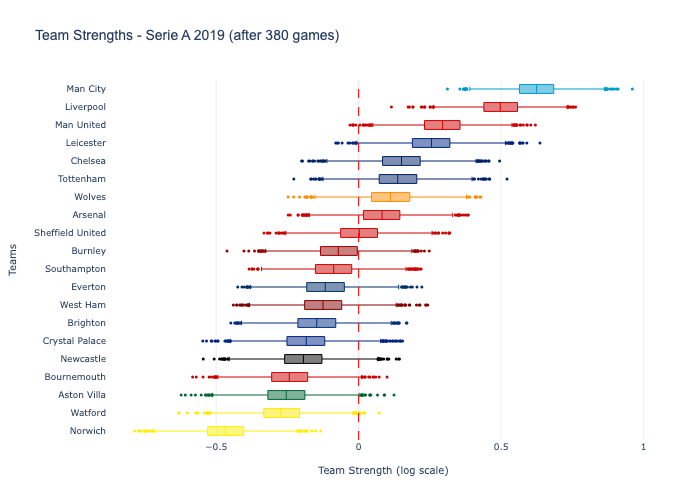 Team Strengths - Serie A 2019 (after 380 games)
Man City
Liverpool
Man United
Leicester
Chelsea
Tottenham
Wolves
Arsenal
Sheffield United
Burnley
Southampton
Everton
West Ham
Brighton
Crystal Palace
Newcastle
Bournemouth
Aston Villa
Watford
Norwich
Teams
−0.5 0 0.5 1
Team Strength (log scale)